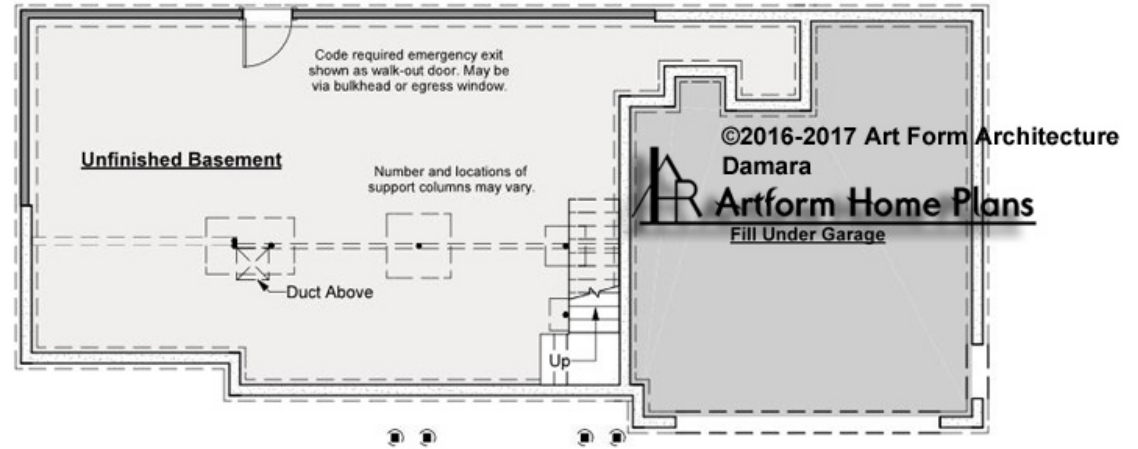 Code required emergency exit
shown as walk-out door. May be
via bulkhead or egress window.
©2016-2017 Art Form Architecture
Damara
Unfinished Basement
Number and locations of
support columns may vary.
AR Artform Home Plans
Fill Under Garage
Duct Above
Up